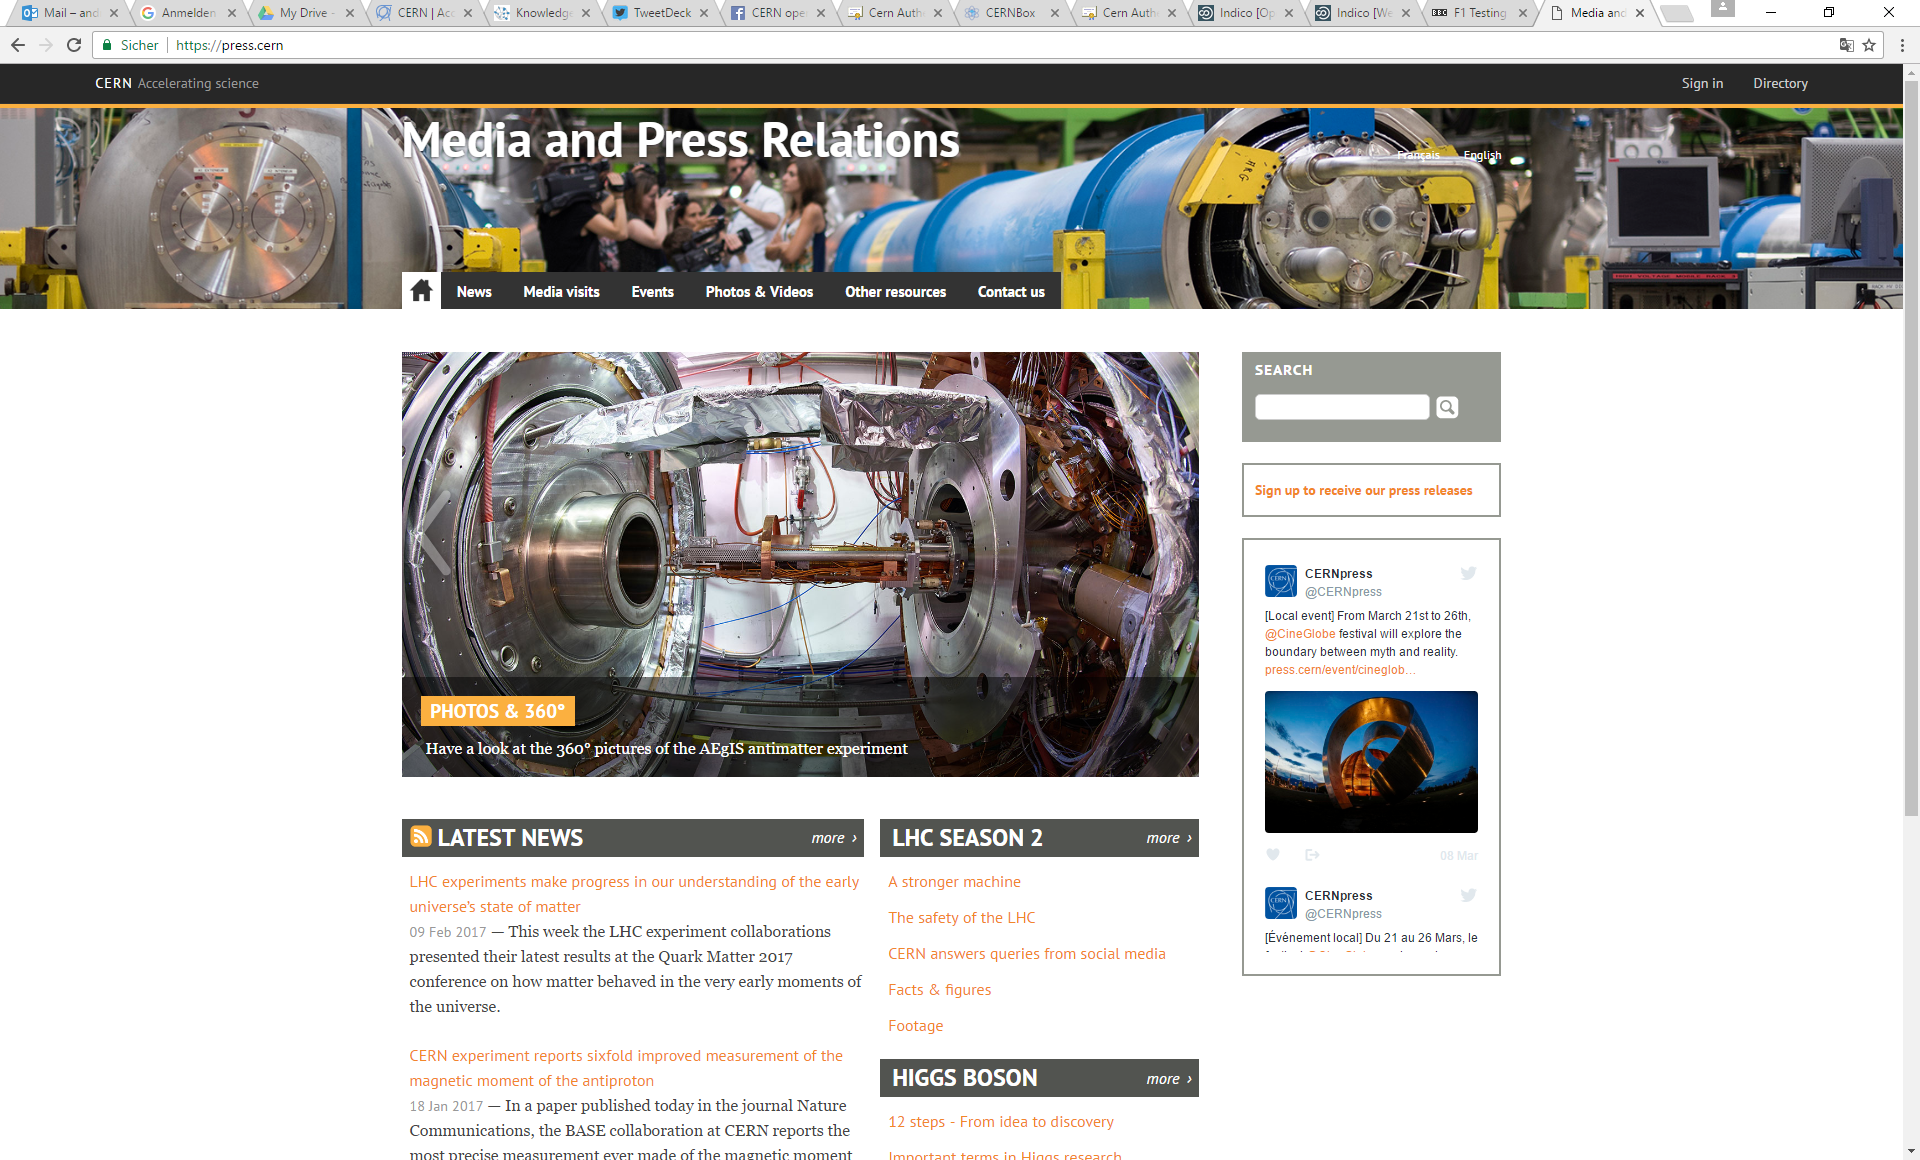 Mail – and
Anmelden
My Drive -
CERN | Acc
Knowledge
TweetDeck
CERN ope
Cern Auth
CERNBox
Cern Auth
Indico [Op
Indico [We
BBC F1 Testing
Media and
Sicher https://press.cern
CERN Accelerating science
Sign in Directory
Media and Press Relations
Français English
News Media visits Events Photos & Videos Other resources Contact us
PHOTOS & 360°
Have a look at the 360° pictures of the AEgIS antimatter experiment
LATEST NEWS more ›
LHC experiments make progress in our understanding of the early
universe's state of matter
09 Feb 2017 — This week the LHC experiment collaborations
presented their latest results at the Quark Matter 2017
conference on how matter behaved in the very early moments of
the universe.
CERN experiment reports sixfold improved measurement of the
magnetic moment of the antiproton
18 Jan 2017 — In a paper published today in the journal Nature
Communications, the BASE collaboration at CERN reports the
most precise measurement ever made of the magnetic moment
LHC SEASON 2 more ›
A stronger machine
The safety of the LHC
CERN answers queries from social media
Facts & figures
Footage
HIGGS BOSON more ›
12 steps - From idea to discovery
Important terms in Higgs research
SEARCH
Sign up to receive our press releases
CERNpress
@CERNpress
[Local event] From March 21st to 26th,
@CineGlobe festival will explore the
boundary between myth and reality.
press.cern/event/cineglob…
08 Mar
CERNpress
@CERNpress
[Événement local] Du 21 au 26 Mars, le